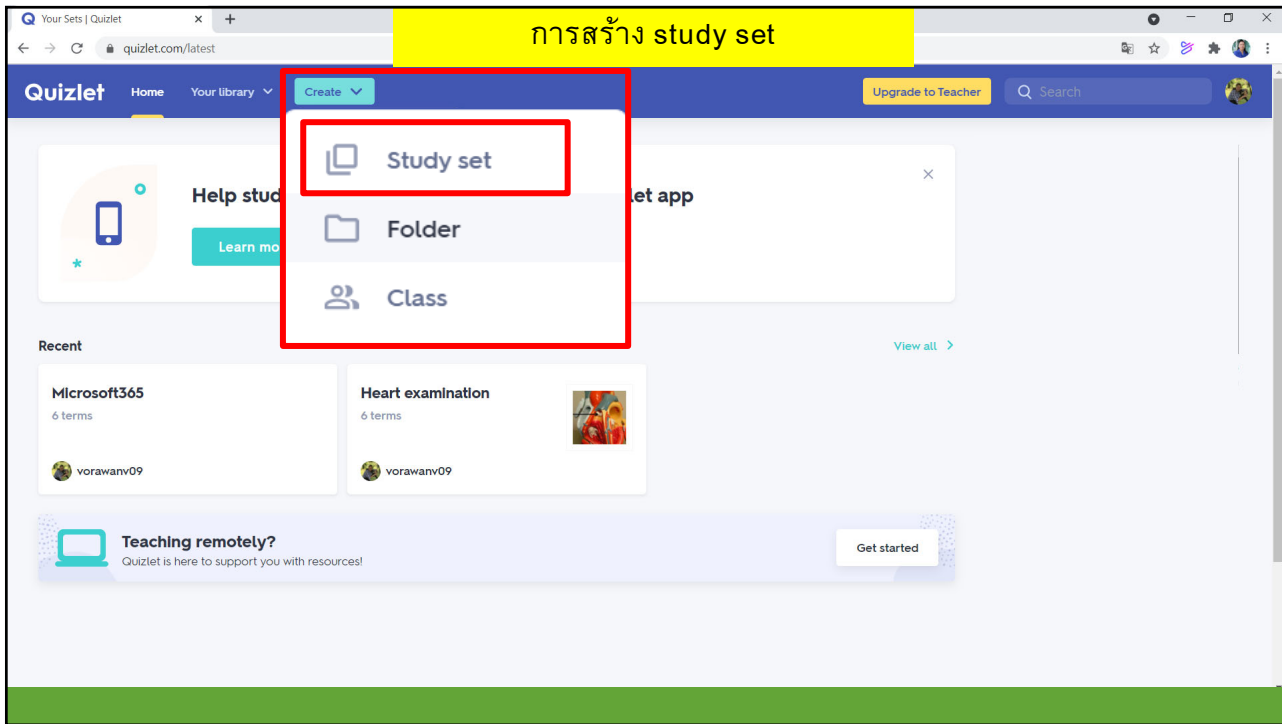 Your Sets | Quizlet
การสร้าง study set
quizlet.com/latest
Quizlet
Home
Your library
Create
Upgrade to Teacher
Search
Study set
Folder
Class
Help stud
let app
Learn mo
Recent
View all
Microsoft365
6 terms
vorawanv09
Heart examination
6 terms
vorawanv09
Teaching remotely?
Quizlet is here to support you with resources!
Get started